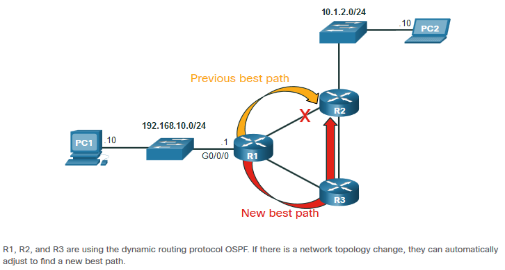 10.1.2.0/24
.10
PC2
Previous best path
R2
X
192.168.10.0/24
PC1
.10
.1
G0/0/0
R1
R3
New best path
R1, R2, and R3 are using the dynamic routing protocol OSPF. If there is a network topology change, they can automatically
adjust to find a new best path.